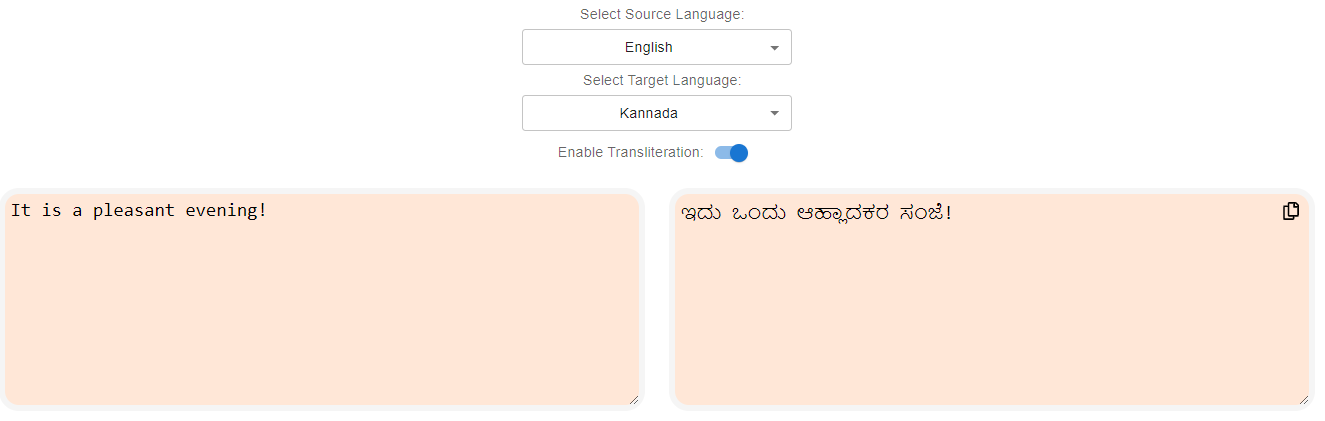 Select Source Language:
English
Select Target Language:
Kannada
Enable Transliteration:
It is a pleasant evening!
ಇದು ಒಂದು ಆಹ್ಲಾದಕರ ಸಂಜೆ!